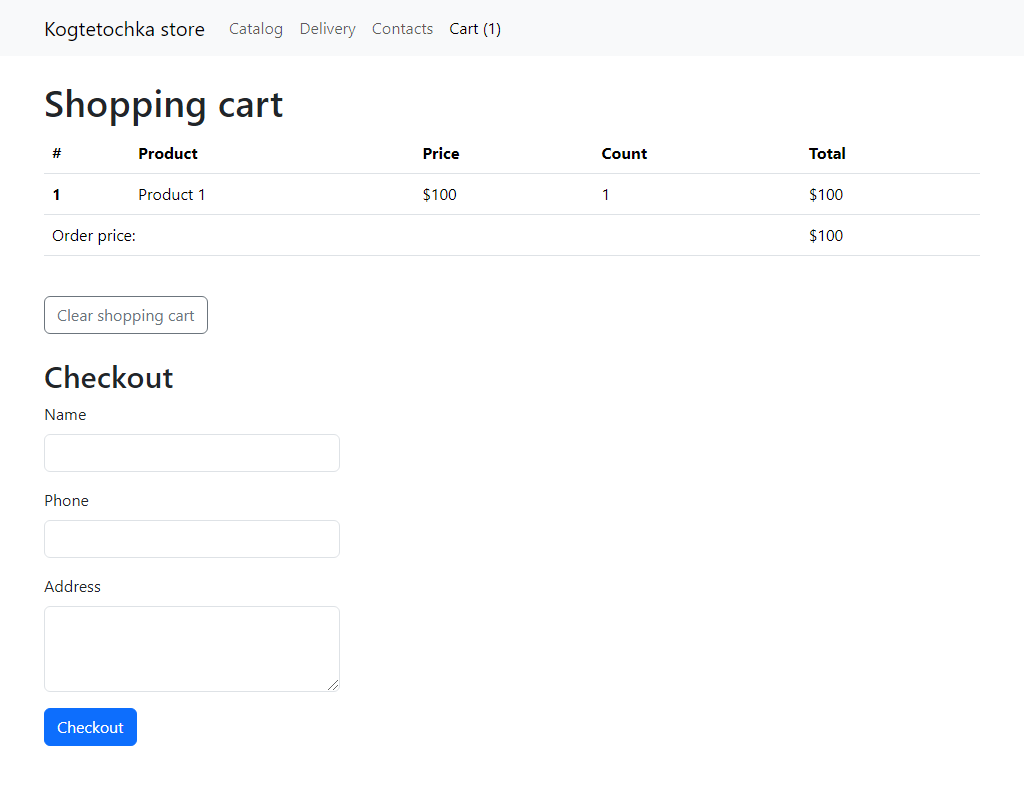 Kogtetochka store Catalog Delivery Contacts Cart (1)
Shopping cart
# Product Price Count Total
1 Product 1 $100 1 $100
Order price: $100
Clear shopping cart
Checkout
Name
Phone
Address
Checkout